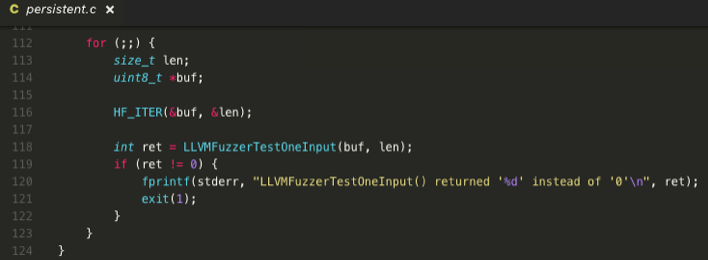 C persistent.c ×
111
112 for (;;) {
113 size_t len;
114 uint8_t *buf;
115
116 HF_ITER(&buf, &len);
117
118 int ret = LLVMFuzzerTestOneInput(buf, len);
119 if (ret != 0) {
120 fprintf(stderr, "LLVMFuzzerTestOneInput() returned '%d' instead of '0'\n", ret);
121 exit(1);
122 }
123 }
124 }